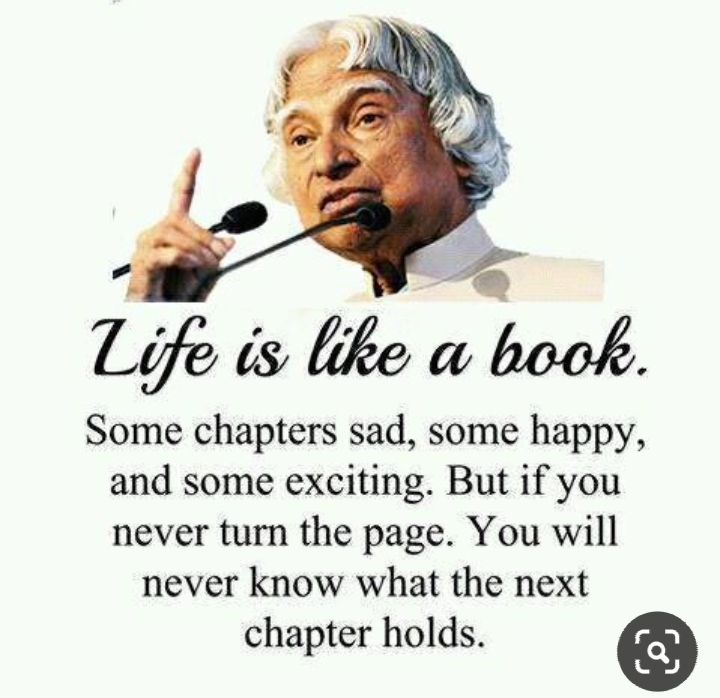 Life is like a book.
Some chapters sad, some happy,
and some exciting. But if you
never turn the page. You will
never know what the next
chapter holds.